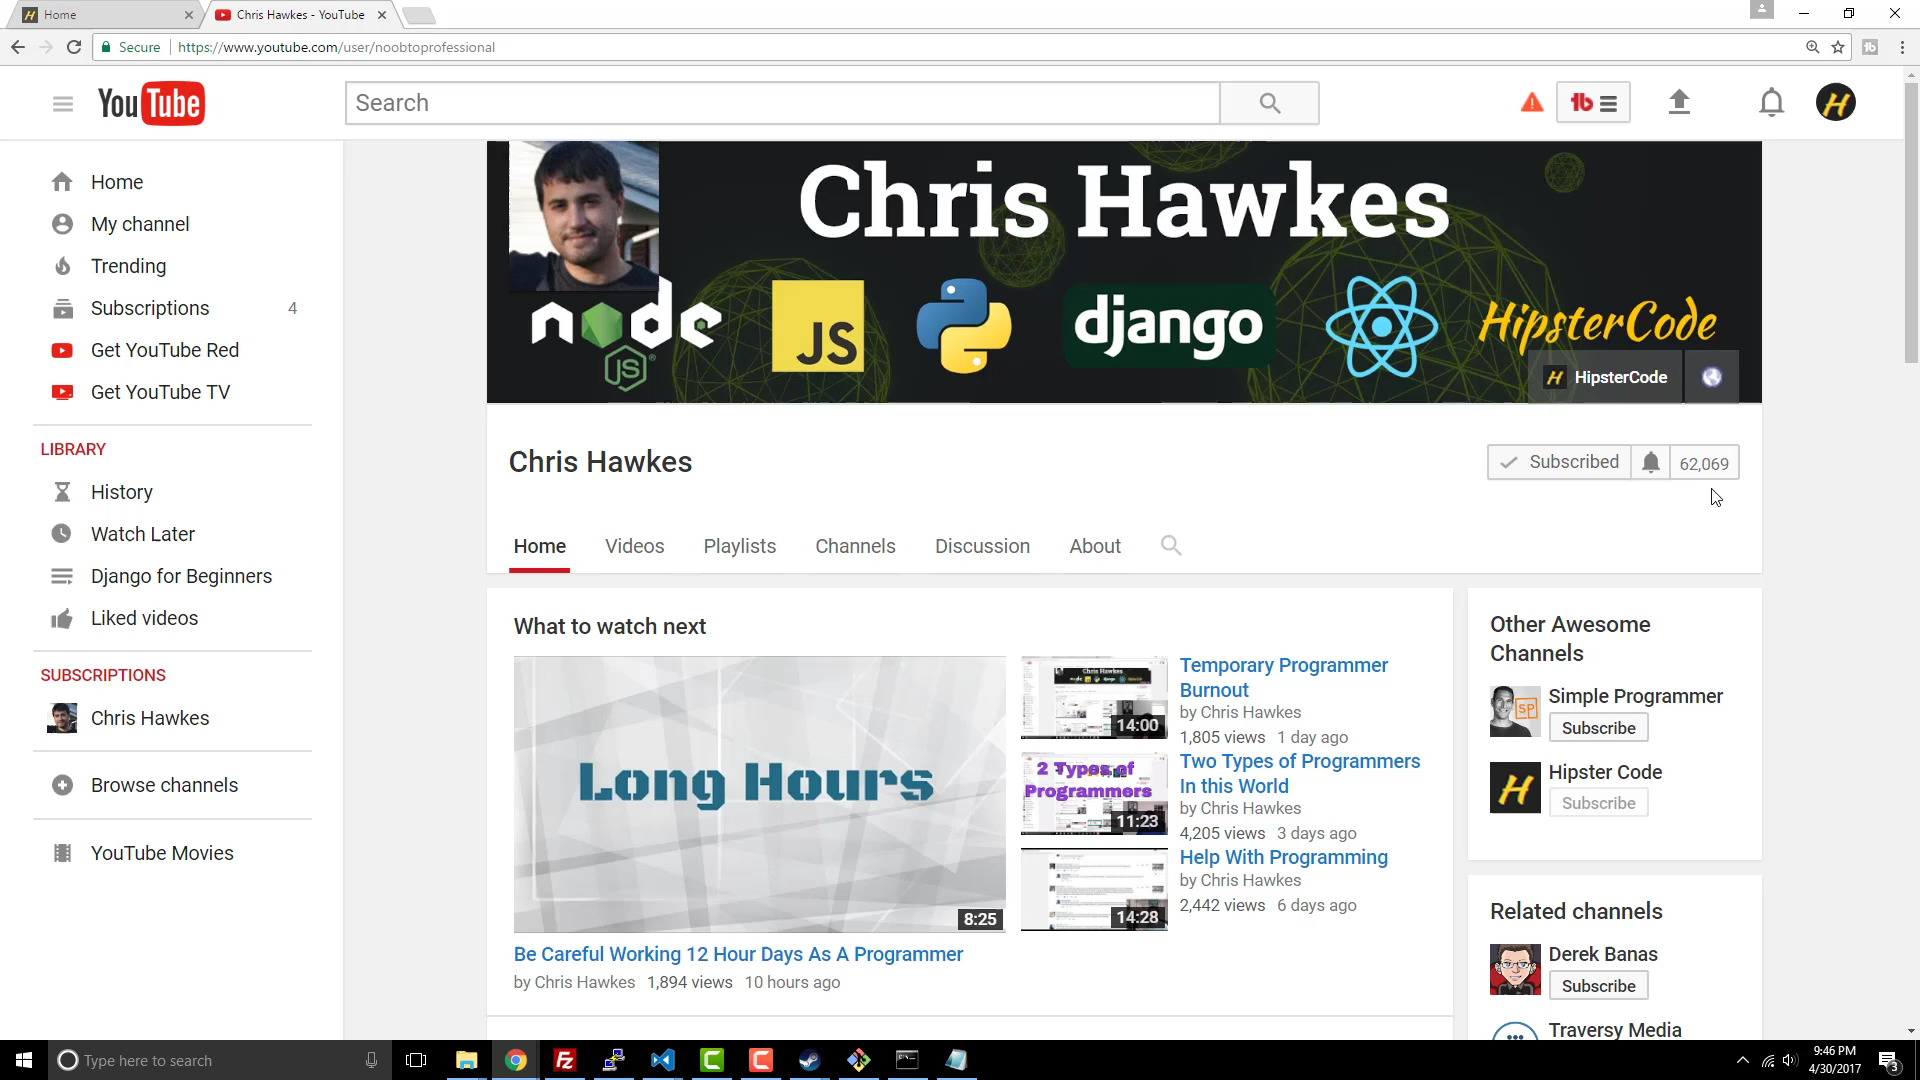 Home
Chris Hawkes - YouTube
Secure
https://www.youtube.com/user/noobtoprofessional
YouTube
Search
Home
My channel
Trending
Subscriptions 4
Get YouTube Red
Get YouTube TV
LIBRARY
History
Watch Later
Django for Beginners
Liked videos
SUBSCRIPTIONS
Chris Hawkes
Browse channels
YouTube Movies
Chris Hawkes
node
JS
JS
django
HipsterCode
HipsterCode
Chris Hawkes
Subscribed 62,069
Home Videos Playlists Channels Discussion About
What to watch next
Long Hours
8:25
Be Careful Working 12 Hour Days As A Programmer
by Chris Hawkes 1,894 views 10 hours ago
14:00
Temporary Programmer
Burnout
by Chris Hawkes
1,805 views 1 day ago
2 Types of
Programmers
11:23
Two Types of Programmers
In this World
by Chris Hawkes
4,205 views 3 days ago
14:28
Help With Programming
by Chris Hawkes
2,442 views 6 days ago
Other Awesome
Channels
SP
Simple Programmer
Subscribe
H
Hipster Code
Subscribe
Related channels
Derek Banas
Subscribe
Traversy Media
Type here to search
9:46 PM
4/30/2017
3